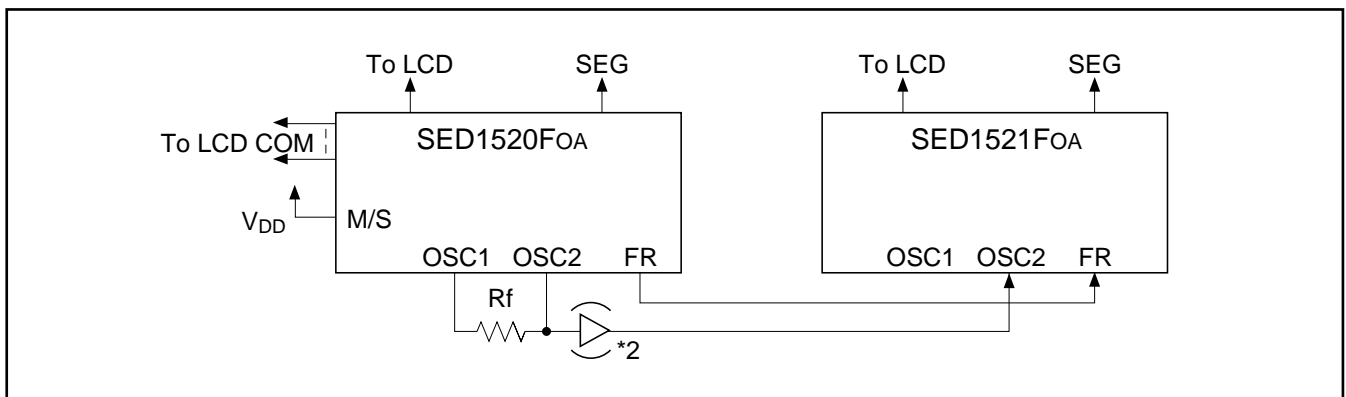 To LCD SEG To LCD SEG
SED1520FOA SED1521FOA
To LCD COM
VDD M/S
OSC1 OSC2 FR OSC1 OSC2 FR
Rf
*2